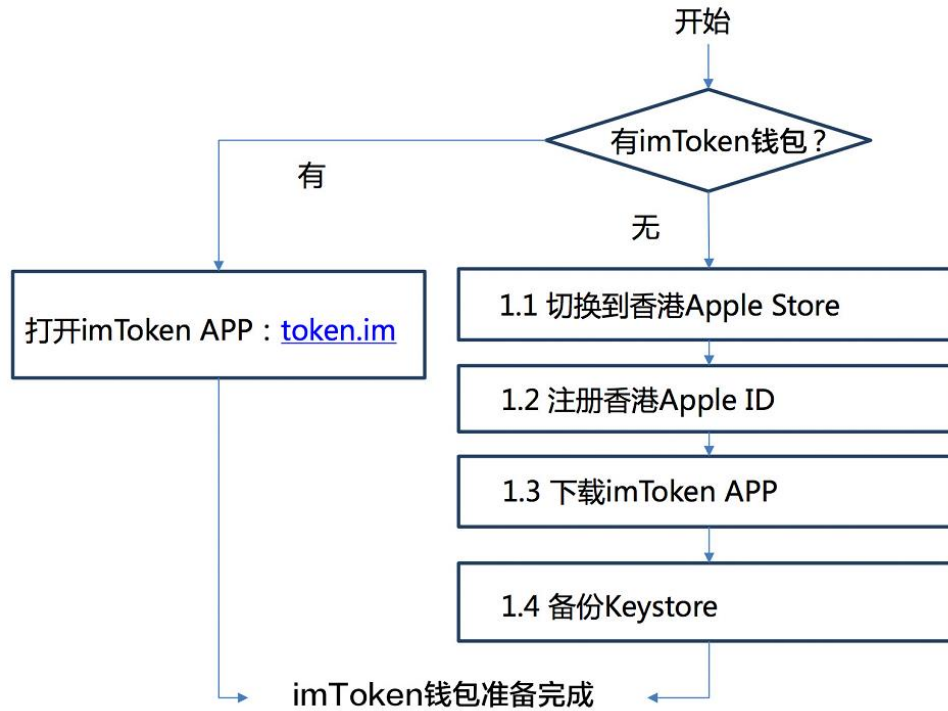 开始
有imToken钱包？
有
无
打开imToken APP：token.im
1.1 切换到香港Apple Store
1.2 注册香港Apple ID
1.3 下载imToken APP
1.4 备份Keystore
imToken钱包准备完成